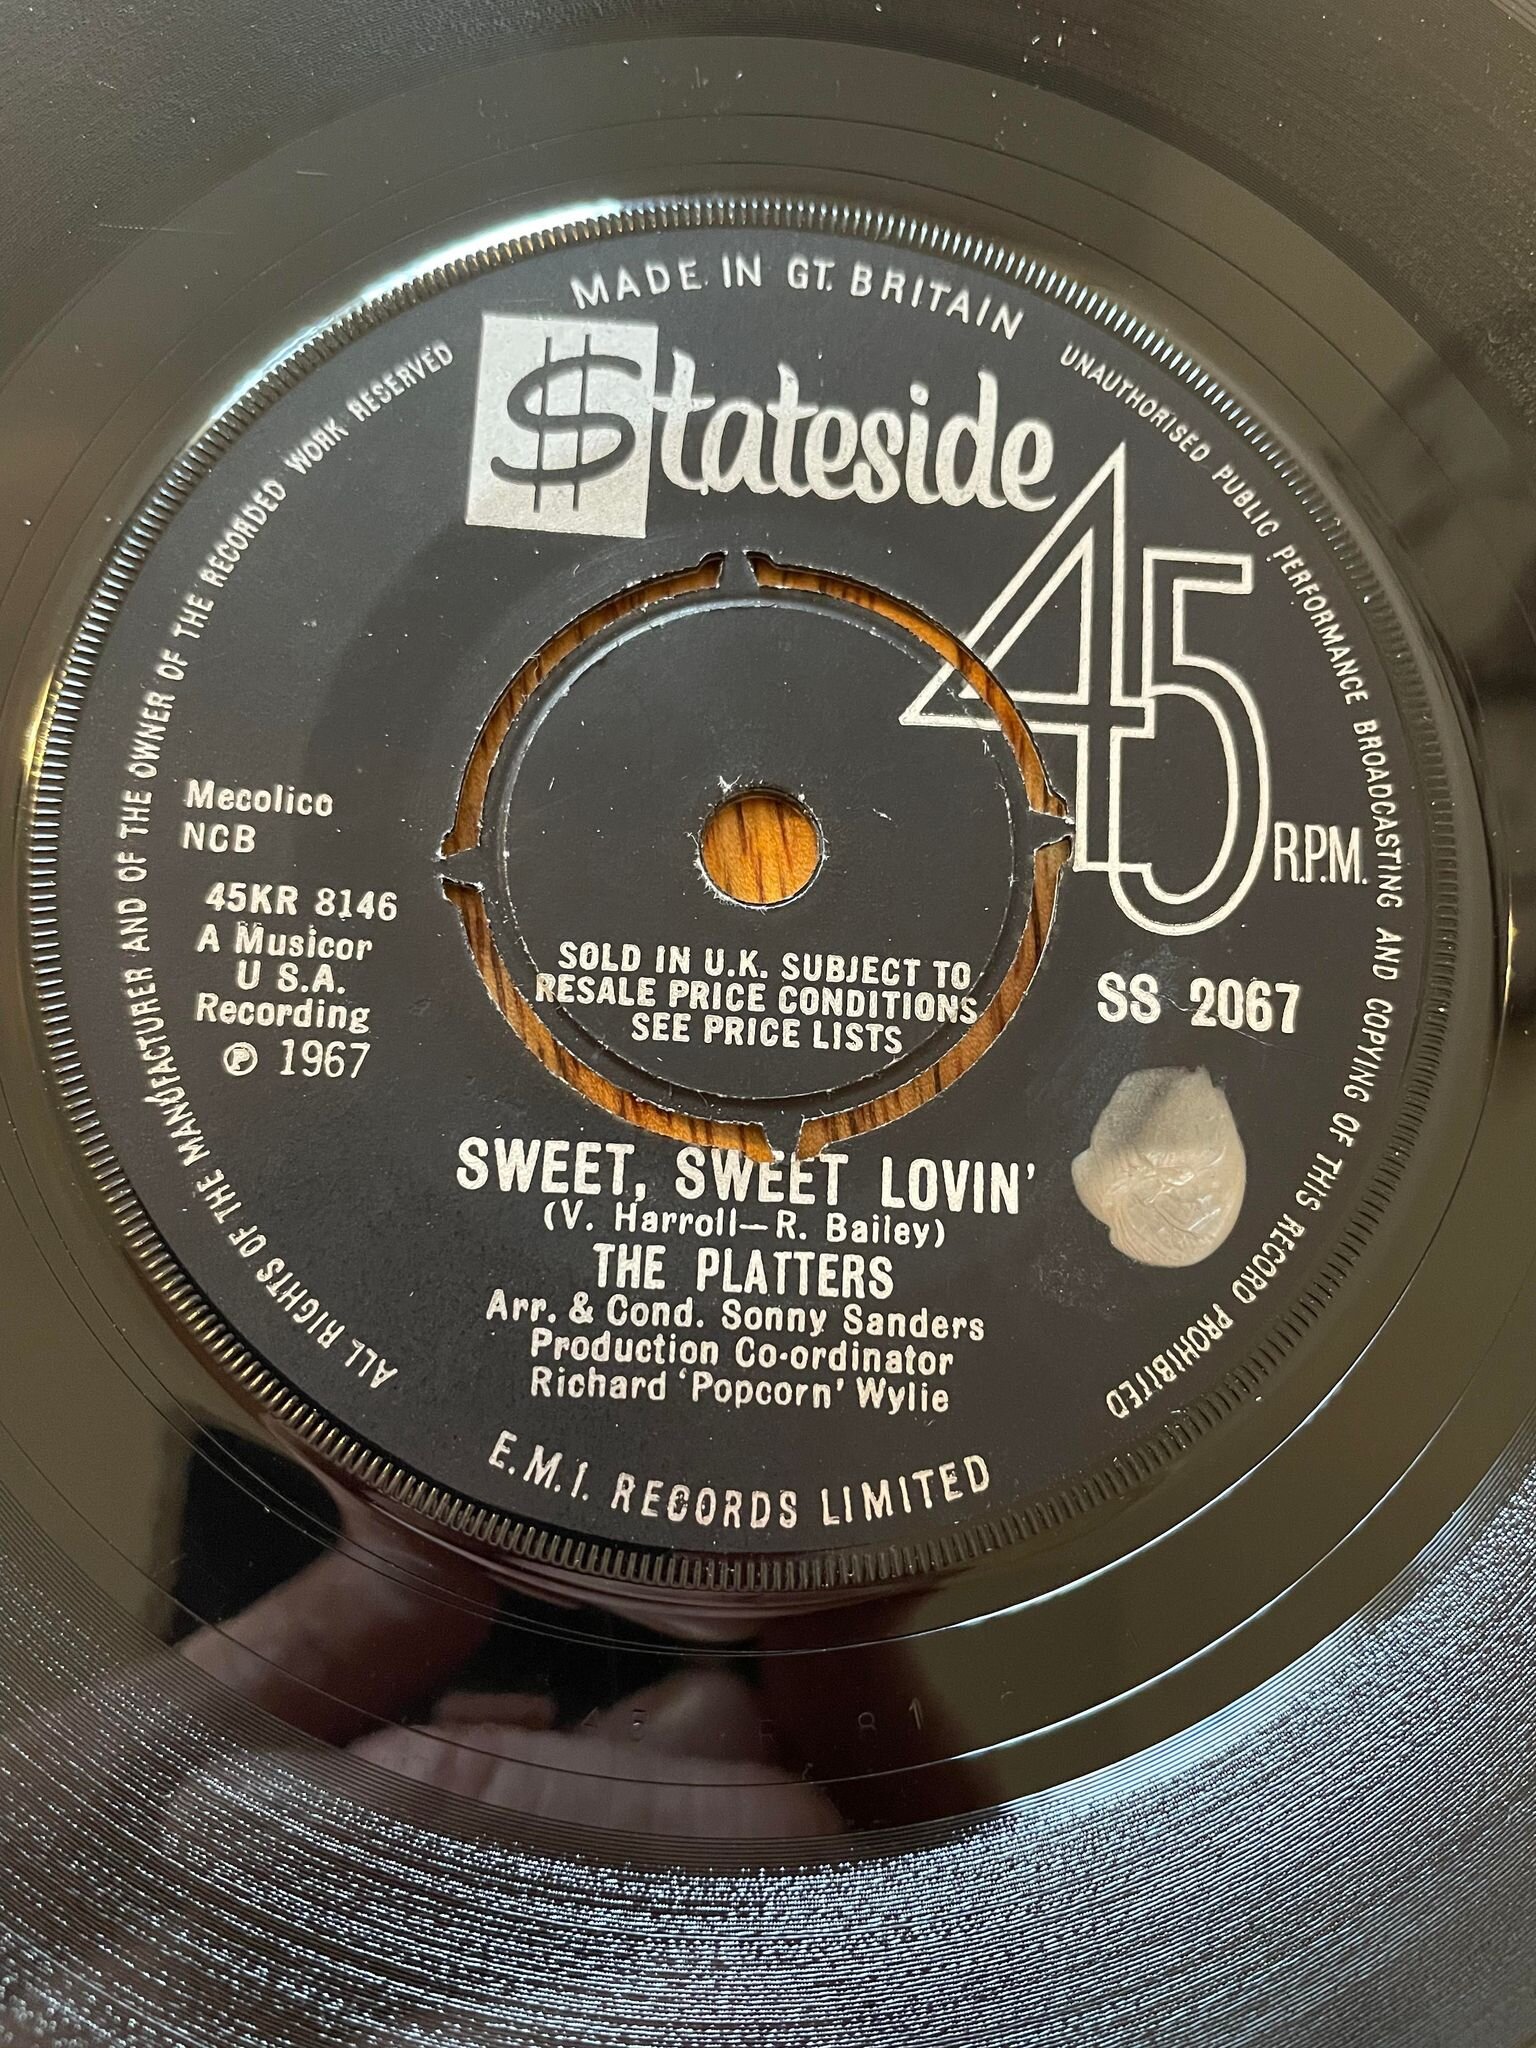 MADE IN GT. BRITAIN
UNAUTHORISED PUBLIC PERFORMANCE BROADCASTING AND COPYING OF THIS RECORD PROHIBITED
ALL RIGHTS OF THE MANUFACTURER AND OF THE OWNER OF THE RECORDED WORK RESERVED
$tateside
45
R.P.M.
Mecolico
NCB
45KR 8146
A Musicor
U S.A.
Recording
℗ 1967
SOLD IN U.K. SUBJECT TO
RESALE PRICE CONDITIONS
SEE PRICE LISTS
SS 2067
SWEET, SWEET LOVIN'
(V. Harroll—R. Bailey)
THE PLATTERS
Arr. & Cond. Sonny Sanders
Production Co-ordinator
Richard 'Popcorn' Wylie
E.M.I. RECORDS LIMITED